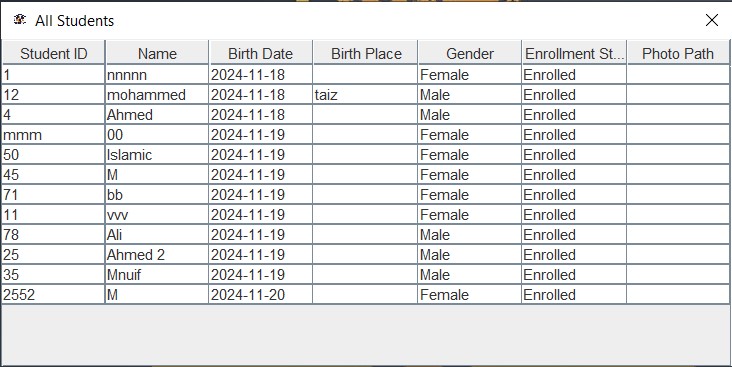 All Students
Student ID Name Birth Date Birth Place Gender Enrollment St... Photo Path
1 nnnnn 2024-11-18 Female Enrolled
12 mohammed 2024-11-18 taiz Male Enrolled
4 Ahmed 2024-11-18 Male Enrolled
mmm 00 2024-11-19 Female Enrolled
50 Islamic 2024-11-19 Female Enrolled
45 M 2024-11-19 Female Enrolled
71 bb 2024-11-19 Female Enrolled
11 vvv 2024-11-19 Female Enrolled
78 Ali 2024-11-19 Male Enrolled
25 Ahmed 2 2024-11-19 Male Enrolled
35 Mnuif 2024-11-19 Male Enrolled
2552 M 2024-11-20 Female Enrolled